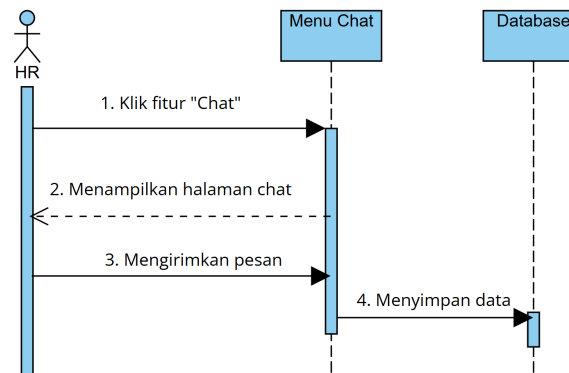 Menu Chat
Database
HR
1. Klik fitur "Chat"
2. Menampilkan halaman chat
3. Mengirimkan pesan
4. Menyimpan data